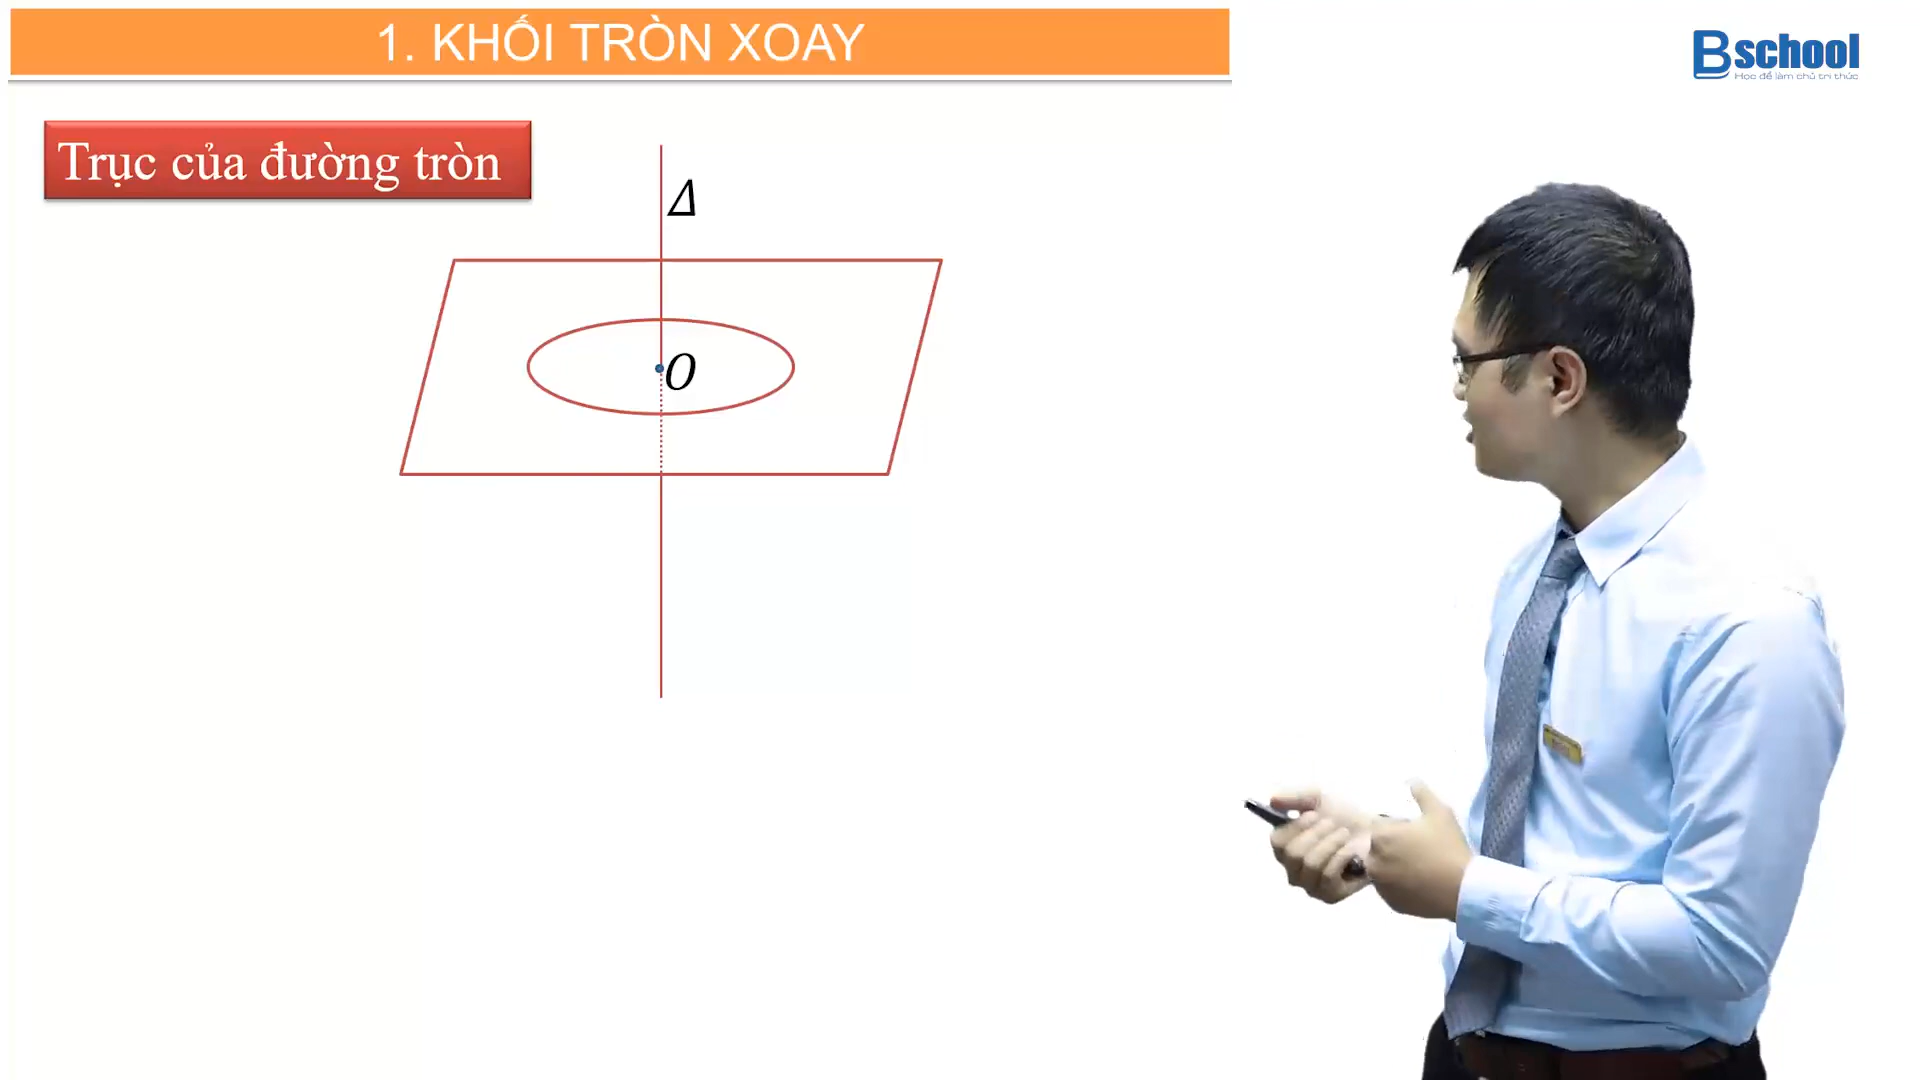 1. KHỐI TRÒN XOAY
Bschool
Học để làm chủ tri thức
Trục của đường tròn
Δ
O